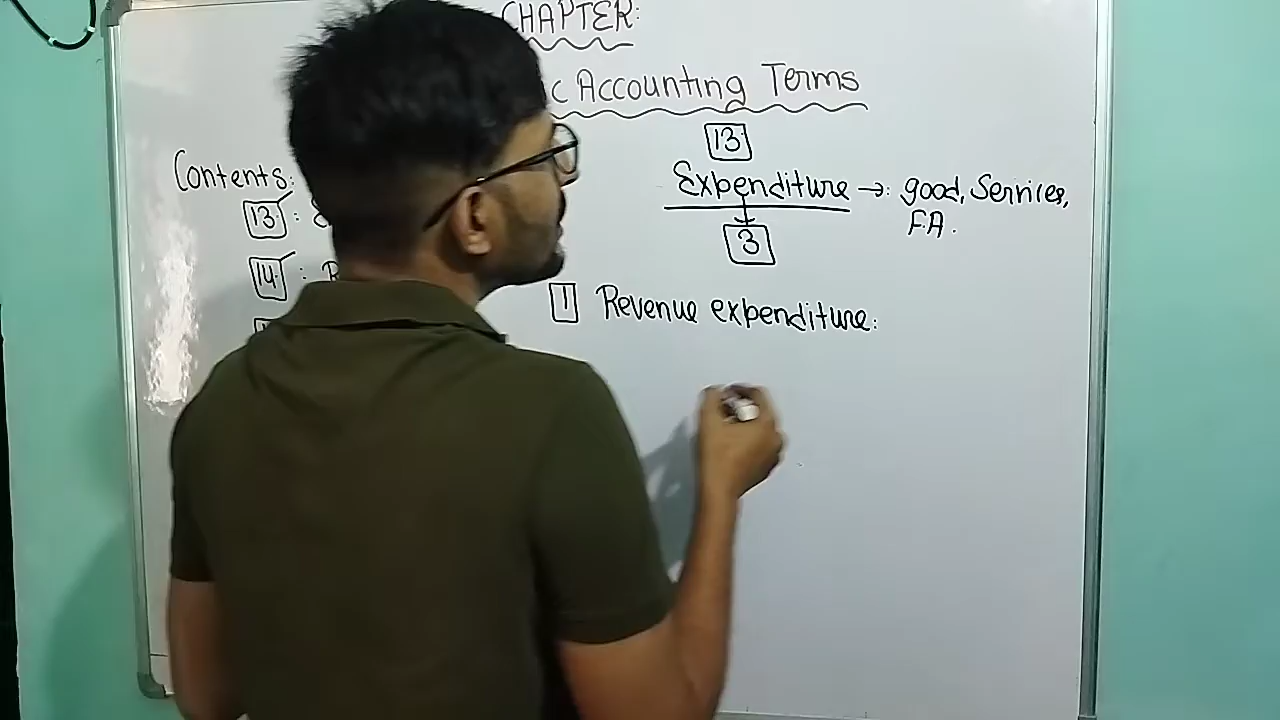 CHAPTER:
Accounting Terms
13
Contents:
Expenditure →: good, Services,
13 :
F.A.
3
14 :
1 Revenue expenditure: